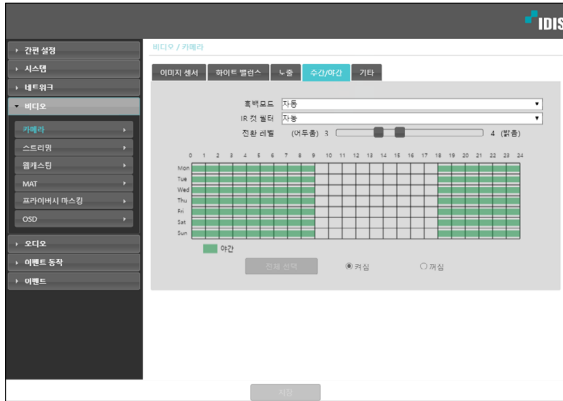 IDIS
비디오 / 카메라
간편 설정
시스템
네트워크
비디오
카메라
스트리밍
웹캐스팅
MAT
프라이버시 마스킹
OSD
오디오
이벤트 동작
이벤트
이미지 센서 화이트 밸런스 노출 주간/야간 기타
흑백모드 자동
IR 컷 필터 자동
전환 레벨 (어두움) 3 4 (밝음)
0 1 2 3 4 5 6 7 8 9 10 11 12 13 14 15 16 17 18 19 20 21 22 23 24
Mon
Tue
Wed
Thu
Fri
Sat
Sun
야간
전체 선택 켜짐 꺼짐
저장